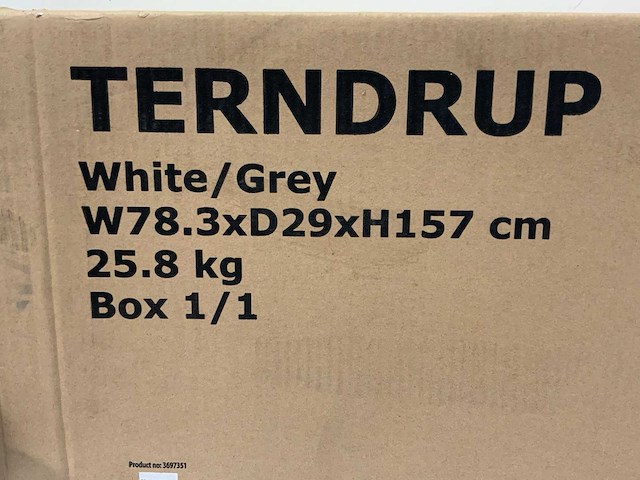 TERNDRUP
White/Grey
W78.3xD29xH157 cm
25.8 kg
Box 1/1
Product no: 3697351